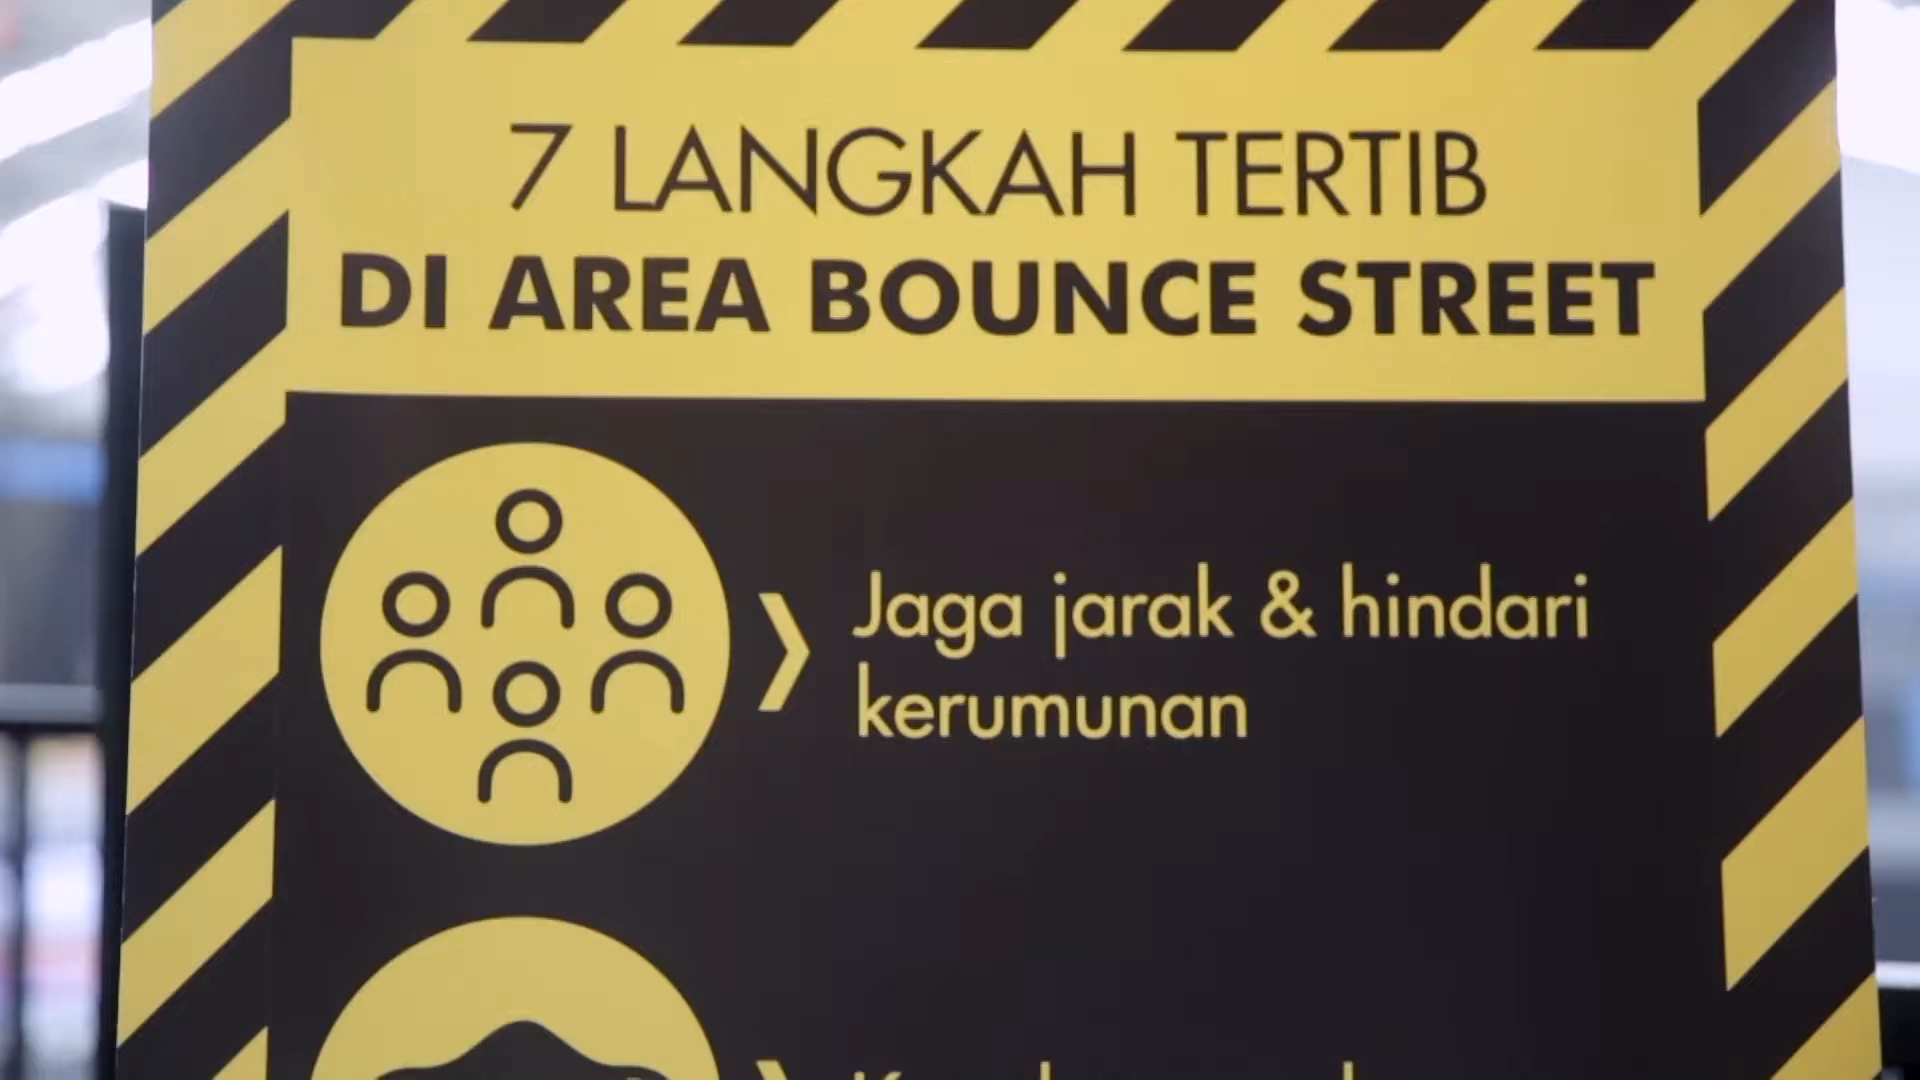 7 LANGKAH TERTIB
DI AREA BOUNCE STREET
Jaga jarak & hindari
kerumunan